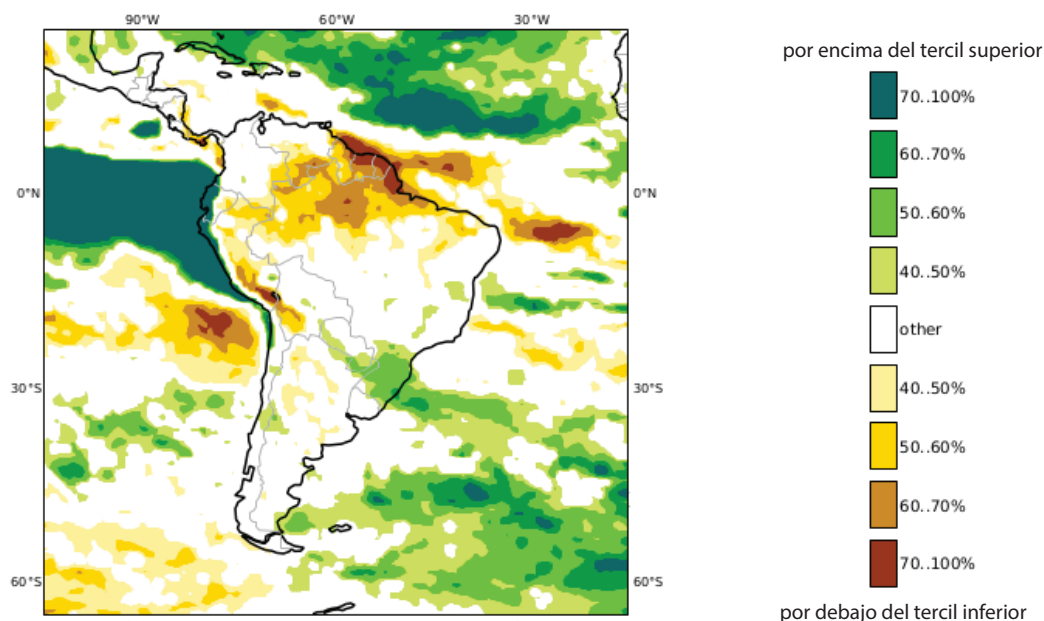 90°W
60°W
30°W
0°N
0°N
30°S
30°S
60°S
60°S
por encima del tercil superior
70..100%
60..70%
50..60%
40..50%
other
40..50%
50..60%
60..70%
70..100%
por debajo del tercil inferior